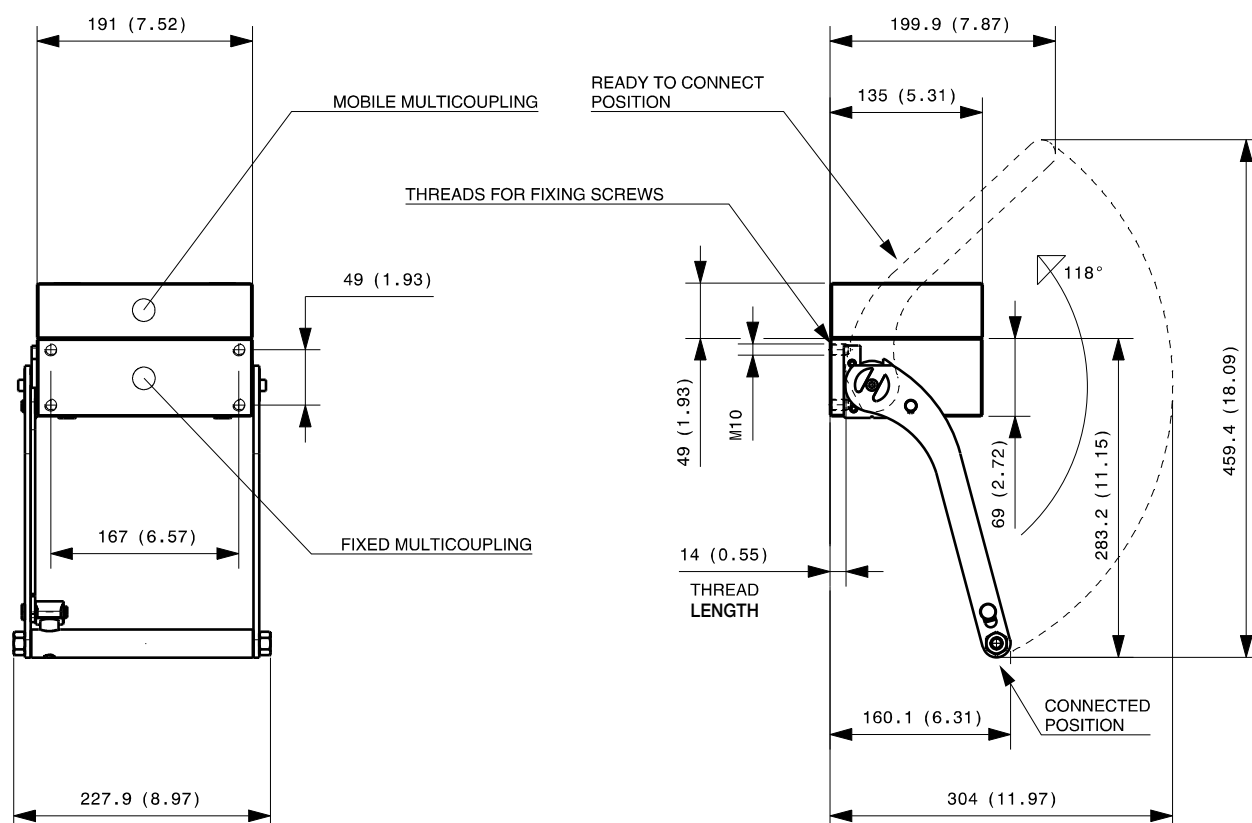 191 (7.52)
199.9 (7.87)
READY TO CONNECT
POSITION
MOBILE MULTICOUPLING
135 (5.31)
THREADS FOR FIXING SCREWS
49 (1.93)
118°
49 (1.93)
M10
69 (2.72)
283.2 (11.15)
459.4 (18.09)
167 (6.57)
FIXED MULTICOUPLING
14 (0.55)
THREAD
LENGTH
CONNECTED
POSITION
160.1 (6.31)
227.9 (8.97)
304 (11.97)